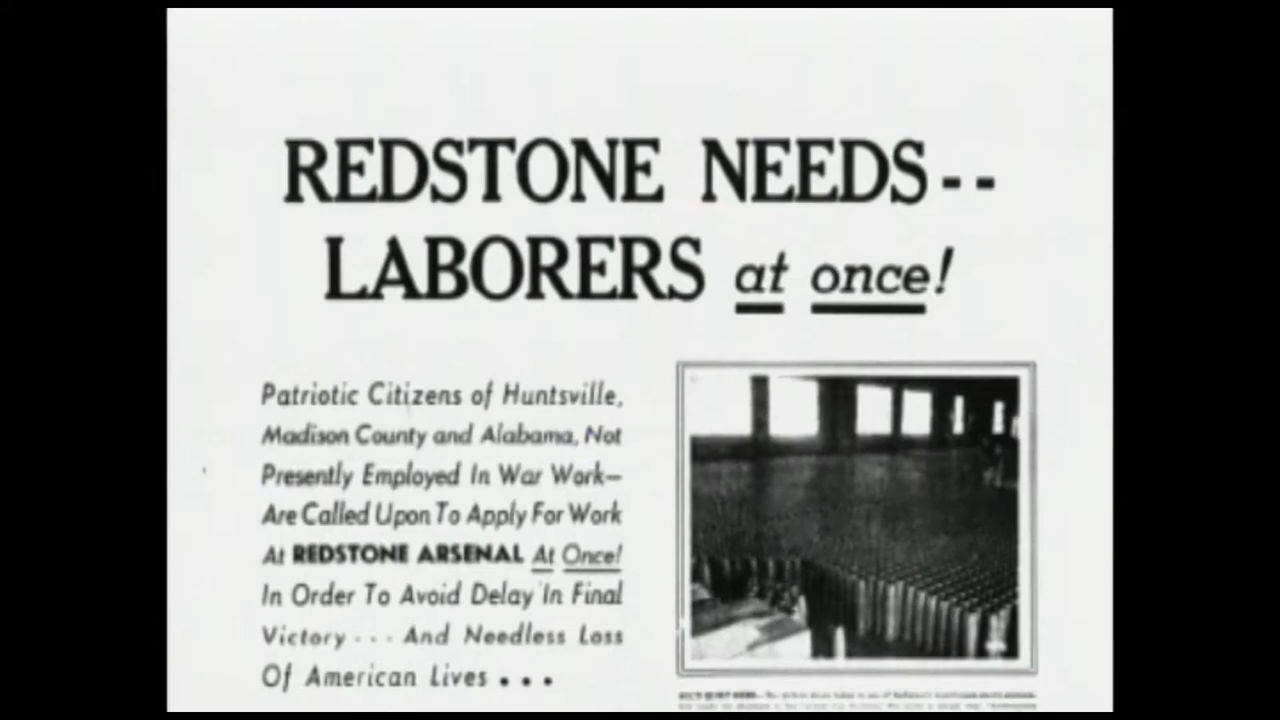 REDSTONE NEEDS--
LABORERS at once!
Patriotic Citizens of Huntsville,
Madison County and Alabama, Not
Presently Employed In War Work—
Are Called Upon To Apply For Work
At REDSTONE ARSENAL At Once!
In Order To Avoid Delay In Final
Victory . . . And Needless Loss
Of American Lives . . .